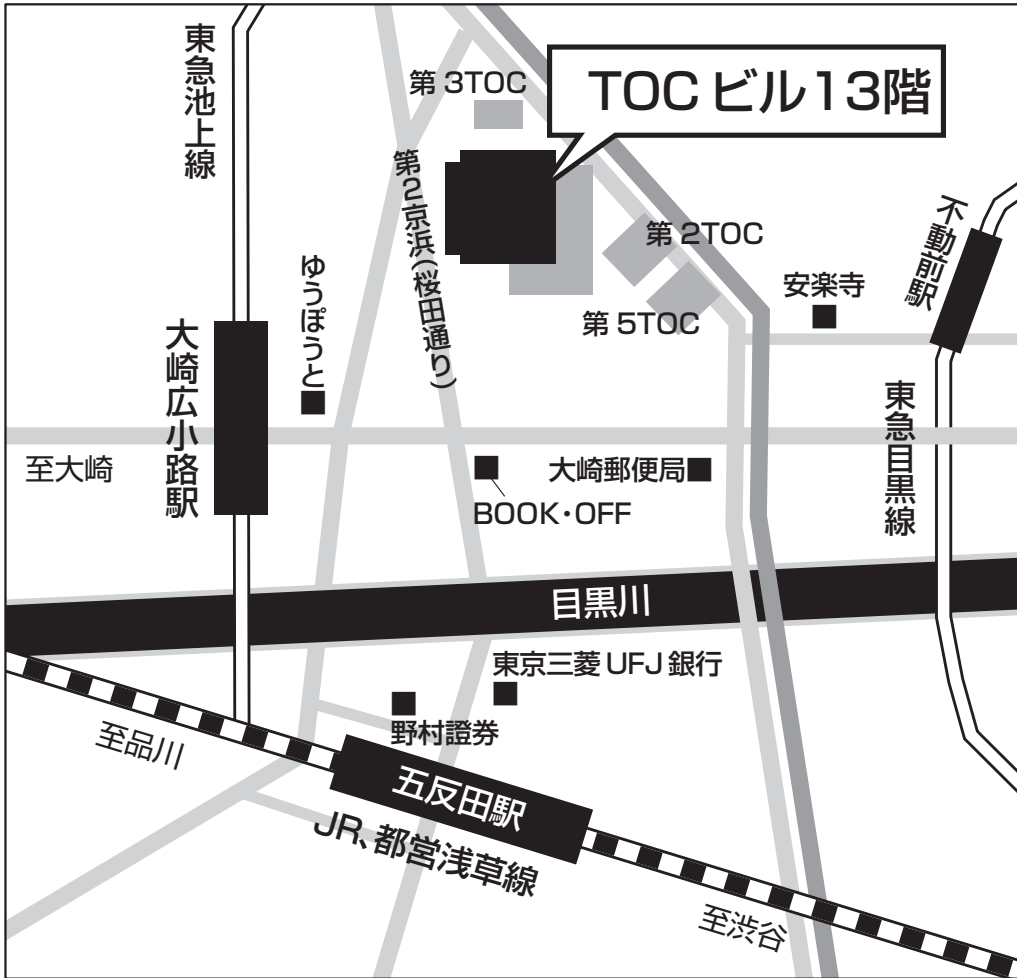 東急池上線
第3TOC
TOCビル13階
第2京浜(桜田通り)
第2TOC
不動前駅
ゆうぽうと
安楽寺
第5TOC
大崎広小路駅
東急目黒線
至大崎
大崎郵便局
BOOK・OFF
目黒川
東京三菱UFJ銀行
野村證券
至品川
五反田駅
JR、都営浅草線
至渋谷